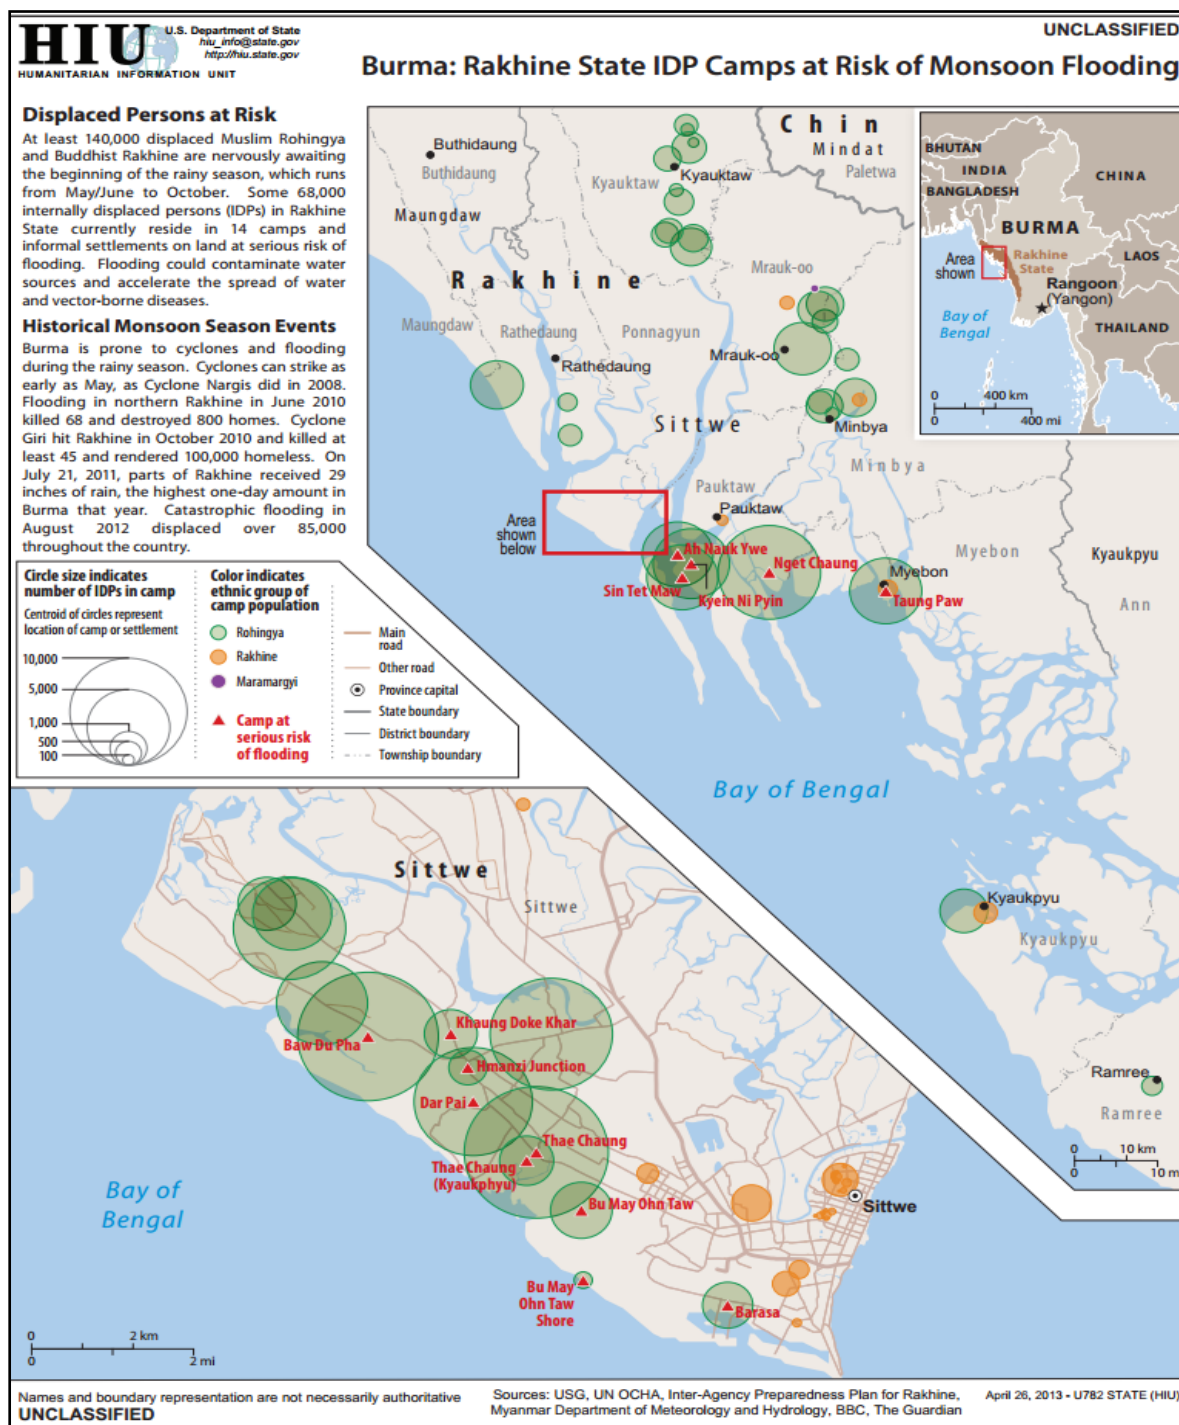 HIU
U.S. Department of State
hiu_info@state.gov
http://hiu.state.gov
HUMANITARIAN INFORMATION UNIT
UNCLASSIFIED
Burma: Rakhine State IDP Camps at Risk of Monsoon Flooding
Displaced Persons at Risk
At least 140,000 displaced Muslim Rohingya
and Buddhist Rakhine are nervously awaiting
the beginning of the rainy season, which runs
from May/June to October. Some 68,000
internally displaced persons (IDPs) in Rakhine
State currently reside in 14 camps and
informal settlements on land at serious risk of
flooding. Flooding could contaminate water
sources and accelerate the spread of water
and vector-borne diseases.
Historical Monsoon Season Events
Burma is prone to cyclones and flooding
during the rainy season. Cyclones can strike as
early as May, as Cyclone Nargis did in 2008.
Flooding in northern Rakhine in June 2010
killed 68 and destroyed 800 homes. Cyclone
Giri hit Rakhine in October 2010 and killed at
least 45 and rendered 100,000 homeless. On
July 21, 2011, parts of Rakhine received 29
inches of rain, the highest one-day amount in
Burma that year. Catastrophic flooding in
August 2012 displaced over 85,000
throughout the country.
Circle size indicates
number of IDPs in camp
Centroid of circles represent
location of camp or settlement
10,000
5,000
1,000
500
100
Color indicates
ethnic group of
camp population
Rohingya
Rakhine
Maramargyi
Camp at
serious risk
of flooding
Main
road
Other road
Province capital
State boundary
District boundary
Township boundary
Buthidaung
Buthidaung
Maungdaw
Rakhine
Maungdaw
Rathedaung
Rathedaung
Ponnagyun
Kyauktaw
Kyauktaw
Chin
Mindat
Paletwa
Mrauk-oo
Mrauk-oo
Sittwe
Minbya
Minbya
Pauktaw
Pauktaw
Area
shown
below
Ah Nauk Ywe
Sin Tet Maw
Kyein Ni Pyin
Nget Chaung
Myebon
Taung Paw
Myebon
Kyaukpyu
Ann
Bay of Bengal
Kyaukpyu
Kyaukpyu
Ramree
Ramree
0 10 km
0 10 m
BHUTAN
INDIA
BANGLADESH
CHINA
BURMA
Area
shown
Rakhine
State
LAOS
Rangoon
(Yangon)
THAILAND
Bay of
Bengal
0 400 km
0 400 mi
Sittwe
Sittwe
Khaung Doke Khar
Baw Du Pha
Hmanzi Junction
Dar Pai
Thae Chaung
Thae Chaung
(Kyaukphyu)
Bu May Ohn Taw
Bu May
Ohn Taw
Shore
Barasa
Sittwe
Bay of
Bengal
0 2 km
0 2 mi
Names and boundary representation are not necessarily authoritative
UNCLASSIFIED
Sources: USG, UN OCHA, Inter-Agency Preparedness Plan for Rakhine,
Myanmar Department of Meteorology and Hydrology, BBC, The Guardian
April 26, 2013 - U782 STATE (HIU)